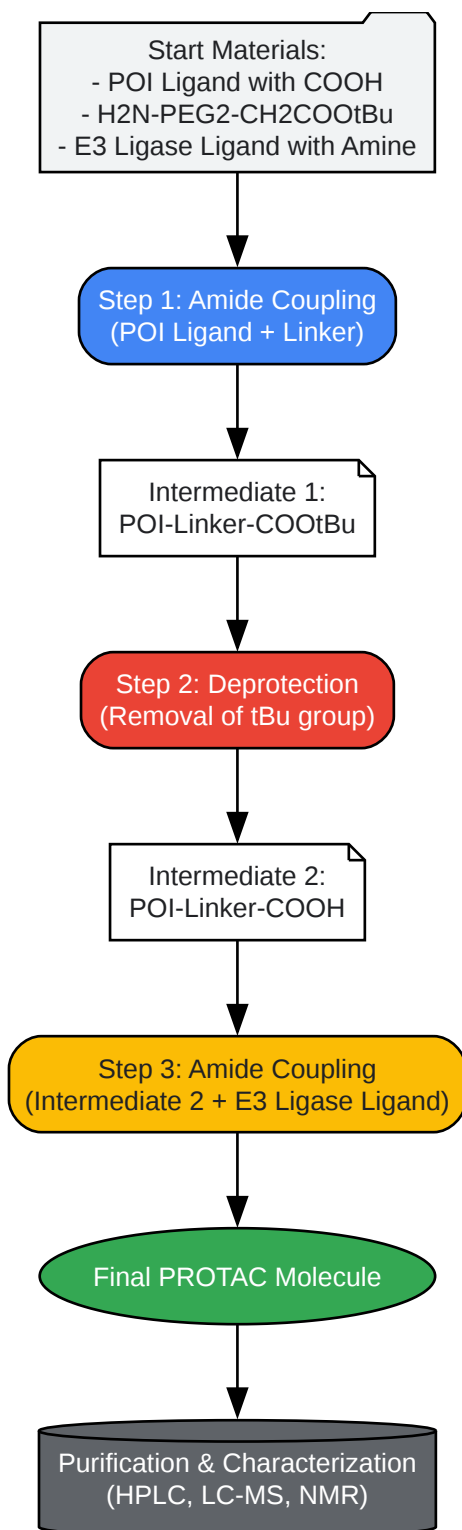 Start Materials:
- POI Ligand with COOH
- H2N-PEG2-CH2COOtBu
- E3 Ligase Ligand with Amine
Step 1: Amide Coupling
(POI Ligand + Linker)
Intermediate 1:
POI-Linker-COOtBu
Step 2: Deprotection
(Removal of tBu group)
Intermediate 2:
POI-Linker-COOH
Step 3: Amide Coupling
(Intermediate 2 + E3 Ligase Ligand)
Final PROTAC Molecule
Purification & Characterization
(HPLC, LC-MS, NMR)